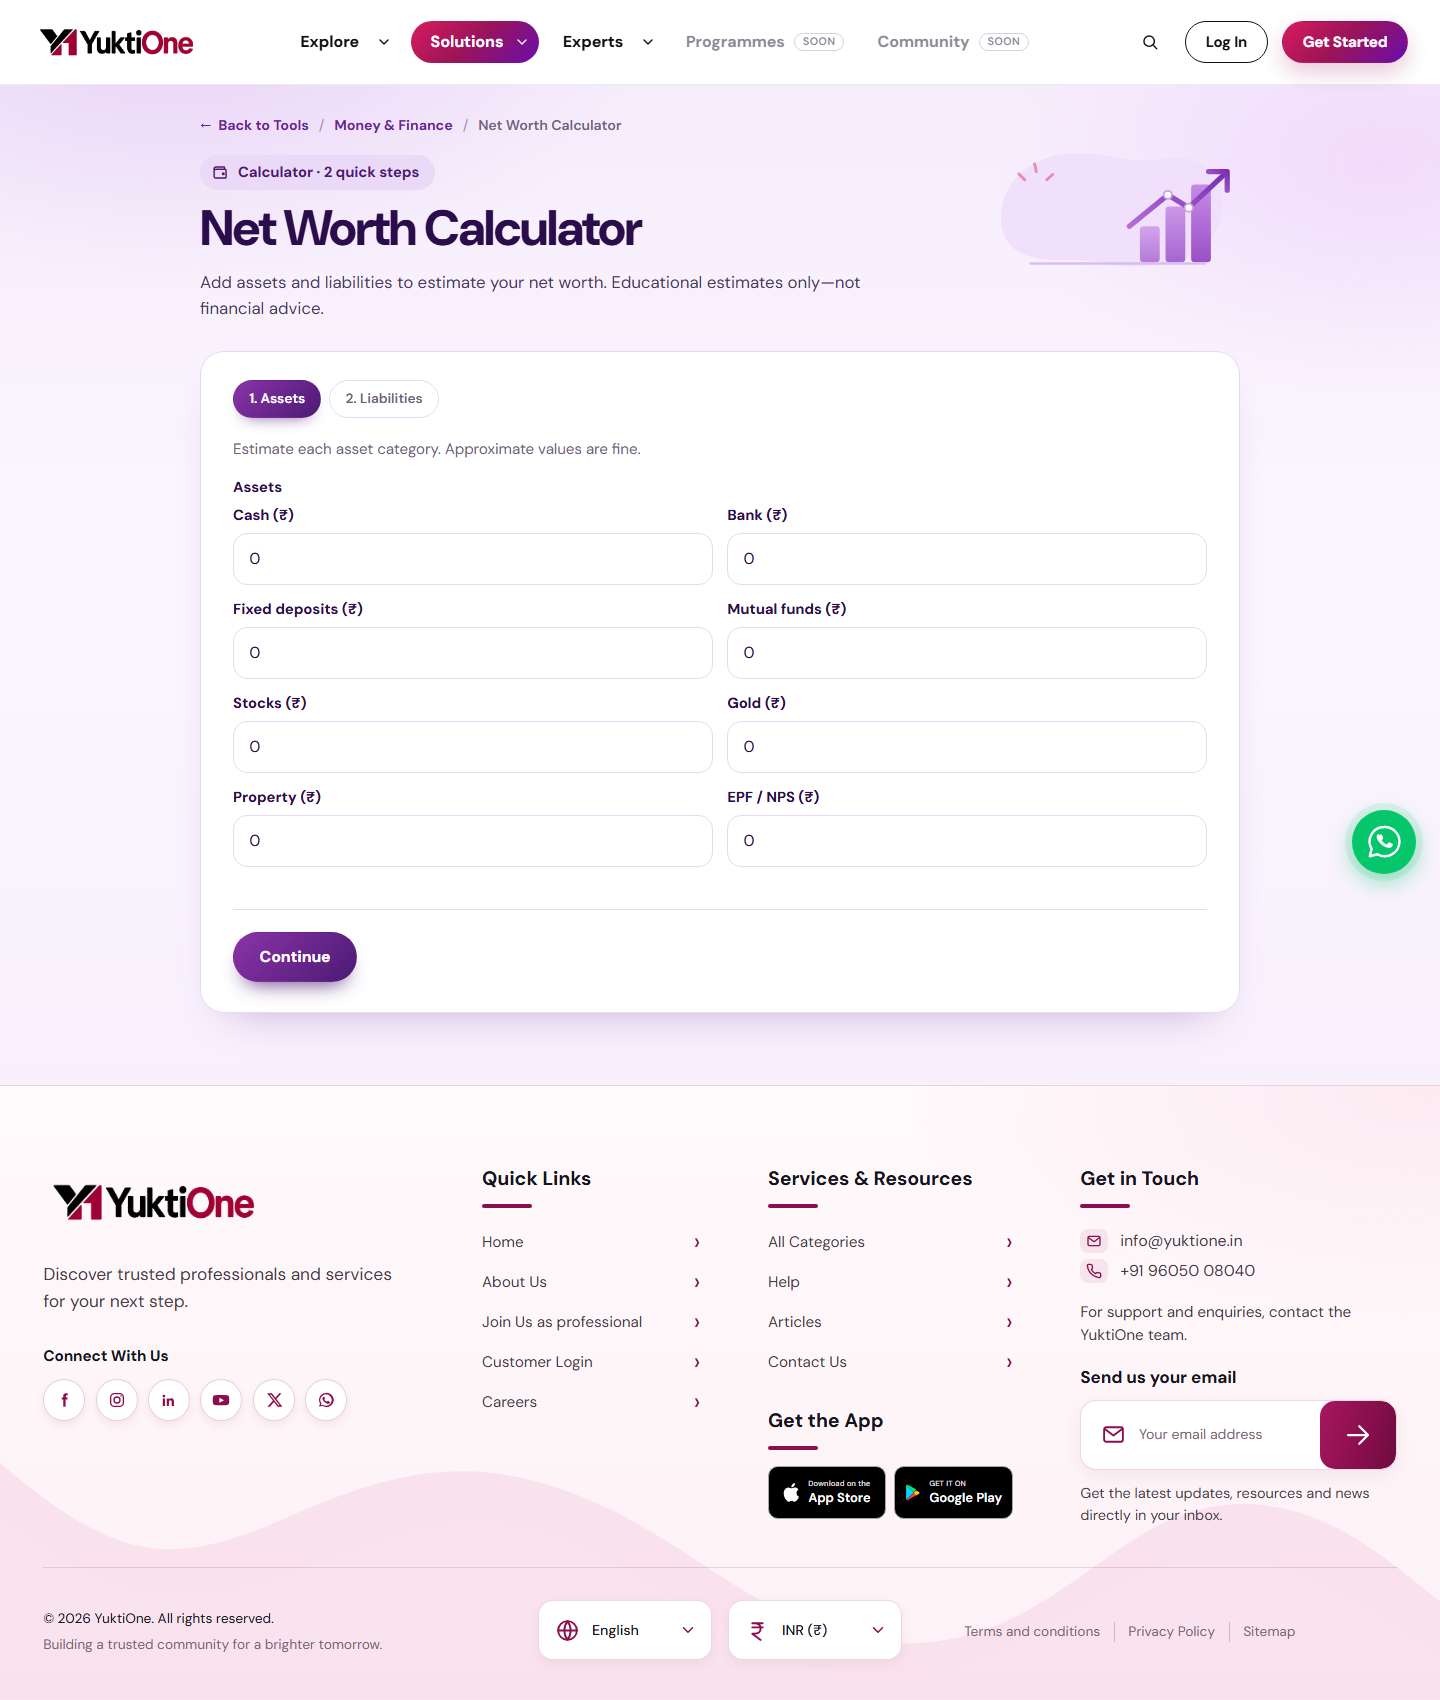 YuktiOne
Explore
Solutions
Experts
Programmes SOON
Community SOON
Log In
Get Started
← Back to Tools / Money & Finance / Net Worth Calculator
Calculator · 2 quick steps
Net Worth Calculator
Add assets and liabilities to estimate your net worth. Educational estimates only—not
financial advice.
1. Assets
2. Liabilities
Estimate each asset category. Approximate values are fine.
Assets
Cash (₹)
Bank (₹)
0
0
Fixed deposits (₹)
Mutual funds (₹)
0
0
Stocks (₹)
Gold (₹)
0
0
Property (₹)
EPF / NPS (₹)
0
0
Continue
YuktiOne
Discover trusted professionals and services
for your next step.
Connect With Us
Quick Links
Home
About Us
Join Us as professional
Customer Login
Careers
Services & Resources
All Categories
Help
Articles
Contact Us
Get the App
Download on the
App Store
GET IT ON
Google Play
Get in Touch
info@yuktione.in
+91 96050 08040
For support and enquiries, contact the
YuktiOne team.
Send us your email
Your email address
Get the latest updates, resources and news
directly in your inbox.
© 2026 YuktiOne. All rights reserved.
Building a trusted community for a brighter tomorrow.
English
₹ INR (₹)
Terms and conditions
Privacy Policy
Sitemap